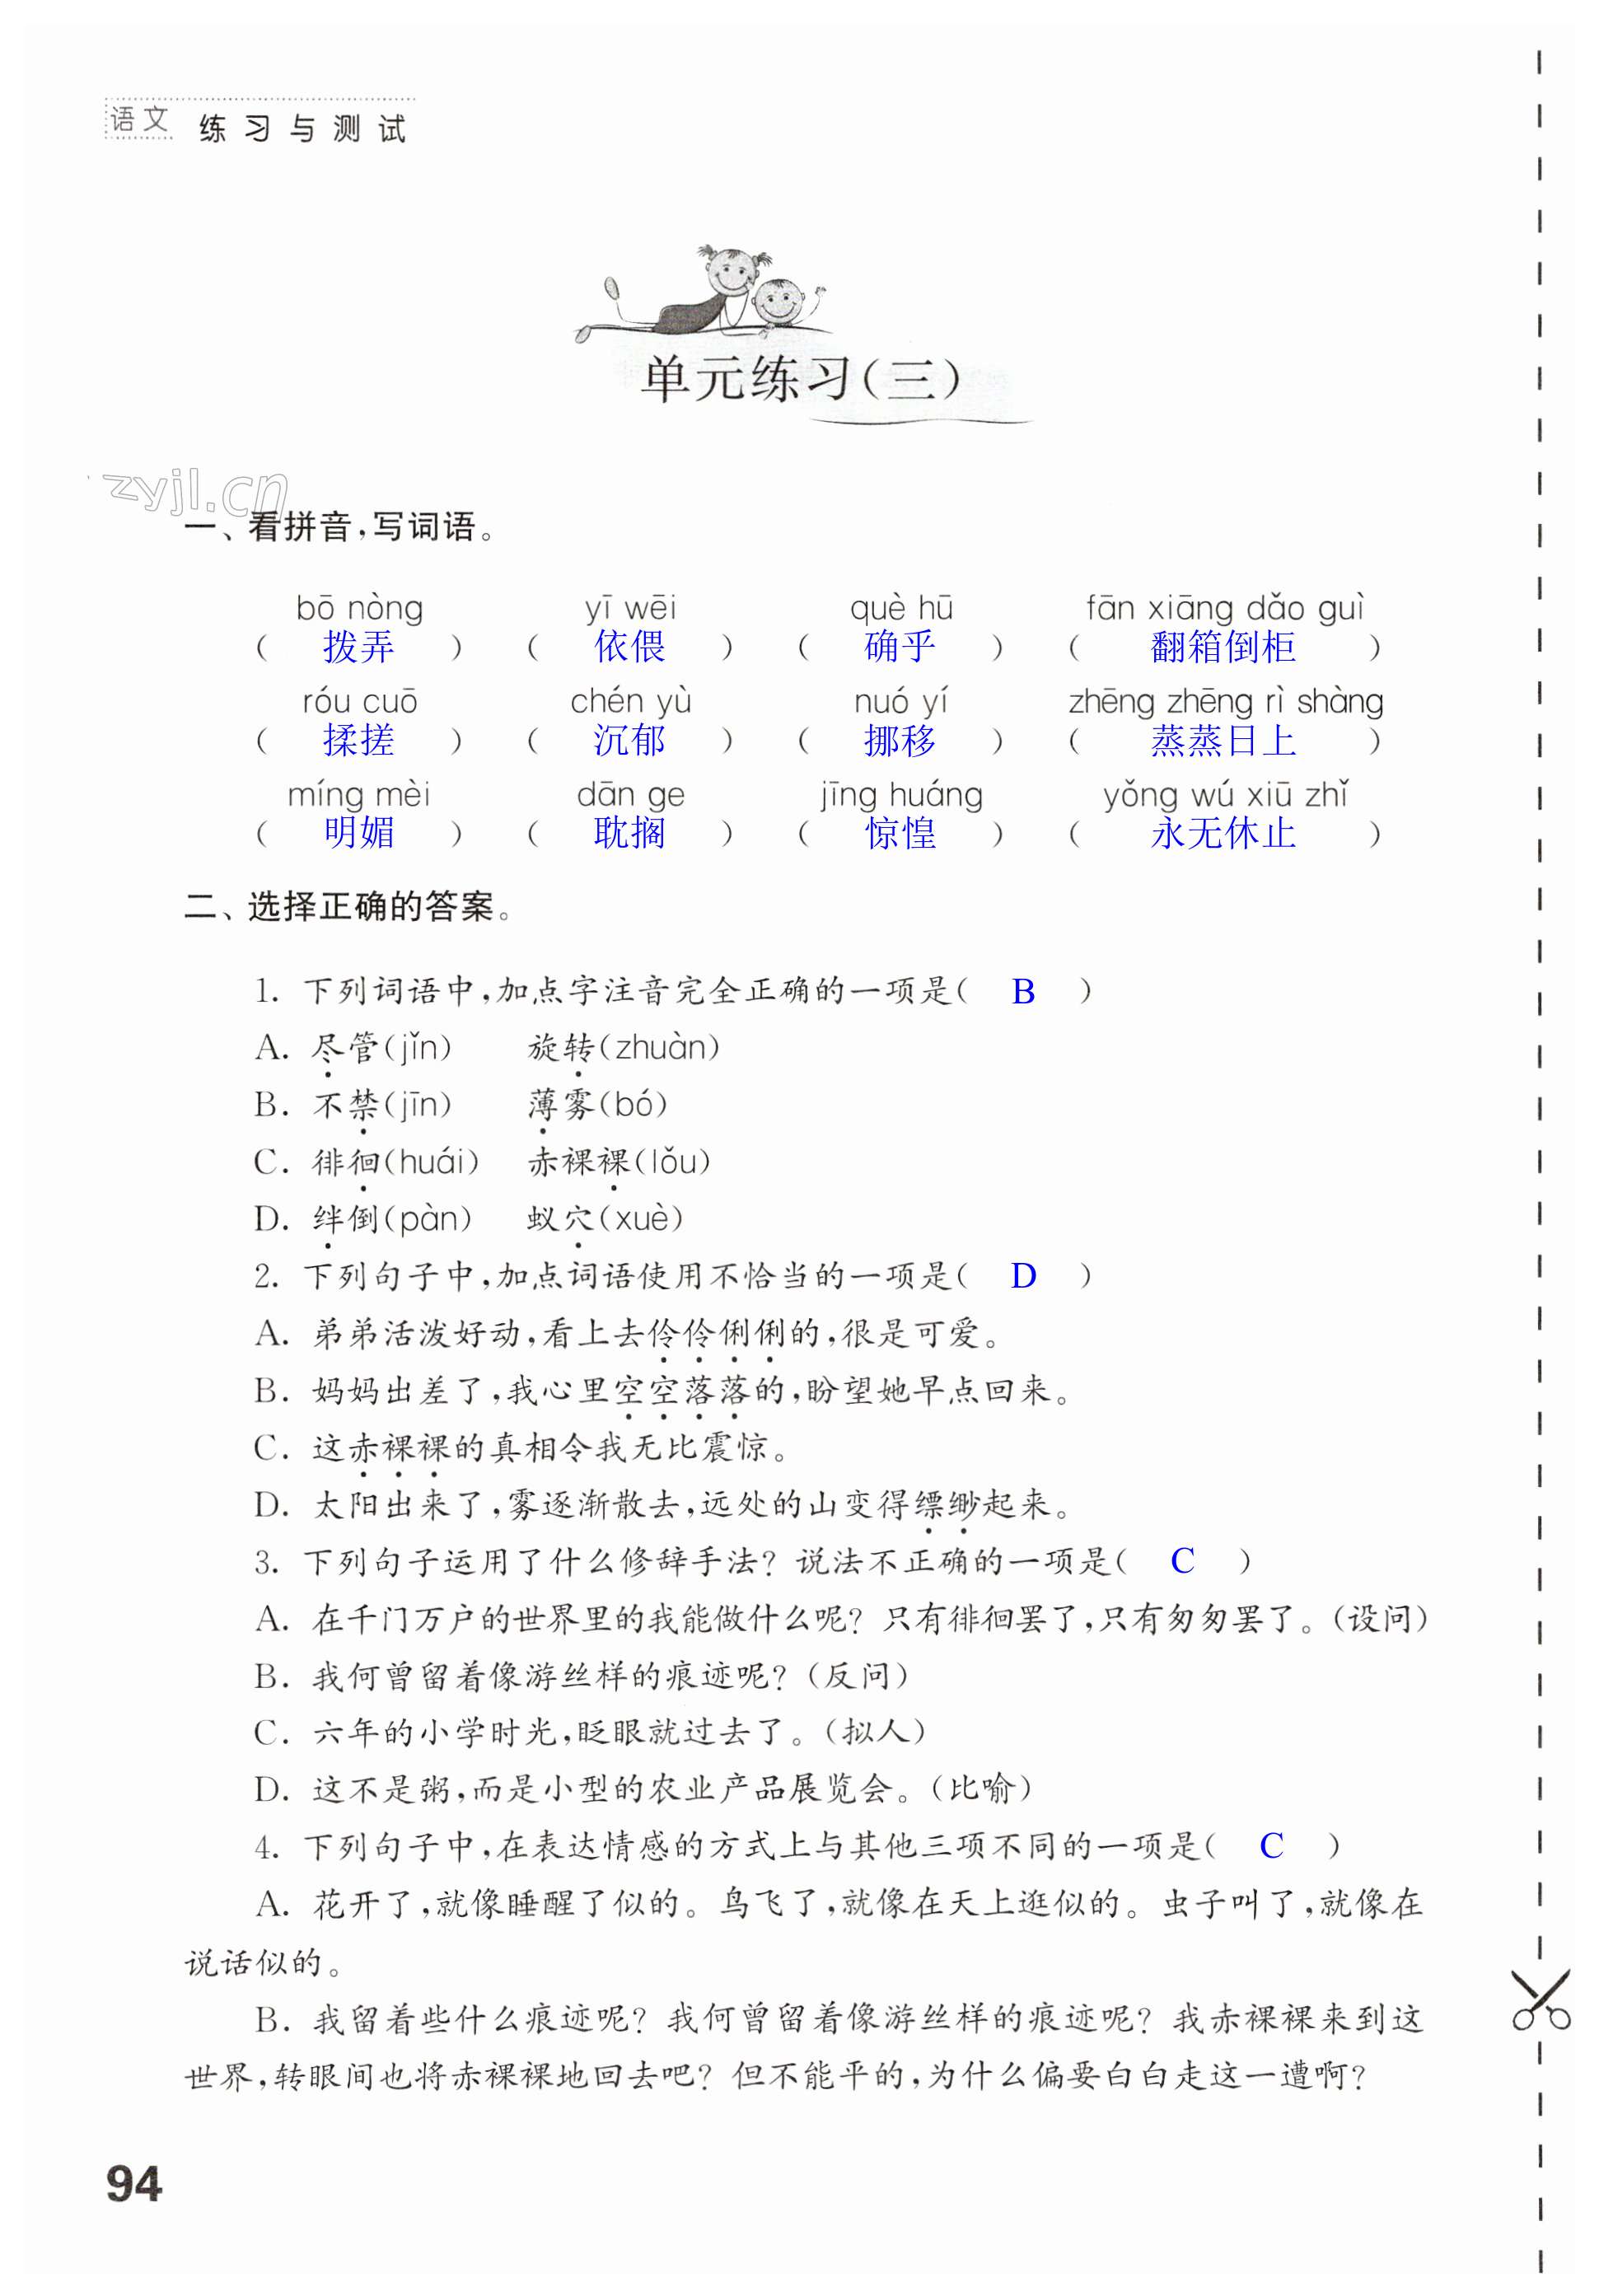 语文 练习与测试
单元练习(三)
zyjl.cn
一、看拼音,写词语。
bō nòng yī wēi què hū fān xiāng dǎo guì
( 拨弄 ) ( 依偎 ) ( 确乎 ) ( 翻箱倒柜 )
róu cuō chén yù nuó yí zhēng zhēng rì shàng
( 揉搓 ) ( 沉郁 ) ( 挪移 ) ( 蒸蒸日上 )
míng mèi dān ge jīng huáng yǒng wú xiū zhǐ
( 明媚 ) ( 耽搁 ) ( 惊惶 ) ( 永无休止 )
二、选择正确的答案。
1. 下列词语中,加点字注音完全正确的一项是( B )
A. 尽管(jǐn) 旋转(zhuàn)
B. 不禁(jīn) 薄雾(bó)
C. 徘徊(huái) 赤裸裸(lǒu)
D. 绊倒(pàn) 蚁穴(xuè)
2. 下列句子中,加点词语使用不恰当的一项是( D )
A. 弟弟活泼好动,看上去伶伶俐俐的,很是可爱。
B. 妈妈出差了,我心里空空落落的,盼望她早点回来。
C. 这赤裸裸的真相令我无比震惊。
D. 太阳出来了,雾逐渐散去,远处的山变得缥缈起来。
3. 下列句子运用了什么修辞手法? 说法不正确的一项是( C )
A. 在千门万户的世界里的我能做什么呢? 只有徘徊罢了,只有匆匆罢了。(设问)
B. 我何曾留着像游丝样的痕迹呢?(反问)
C. 六年的小学时光,眨眼就过去了。(拟人)
D. 这不是粥,而是小型的农业产品展览会。(比喻)
4. 下列句子中,在表达情感的方式上与其他三项不同的一项是( C )
A. 花开了,就像睡醒了似的。鸟飞了,就像在天上逛似的。虫子叫了,就像在
说话似的。
B. 我留着些什么痕迹呢? 我何曾留着像游丝样的痕迹呢? 我赤裸裸来到这
世界,转眼间也将赤裸裸地回去吧? 但不能平的,为什么偏要白白走这一遭啊?
94